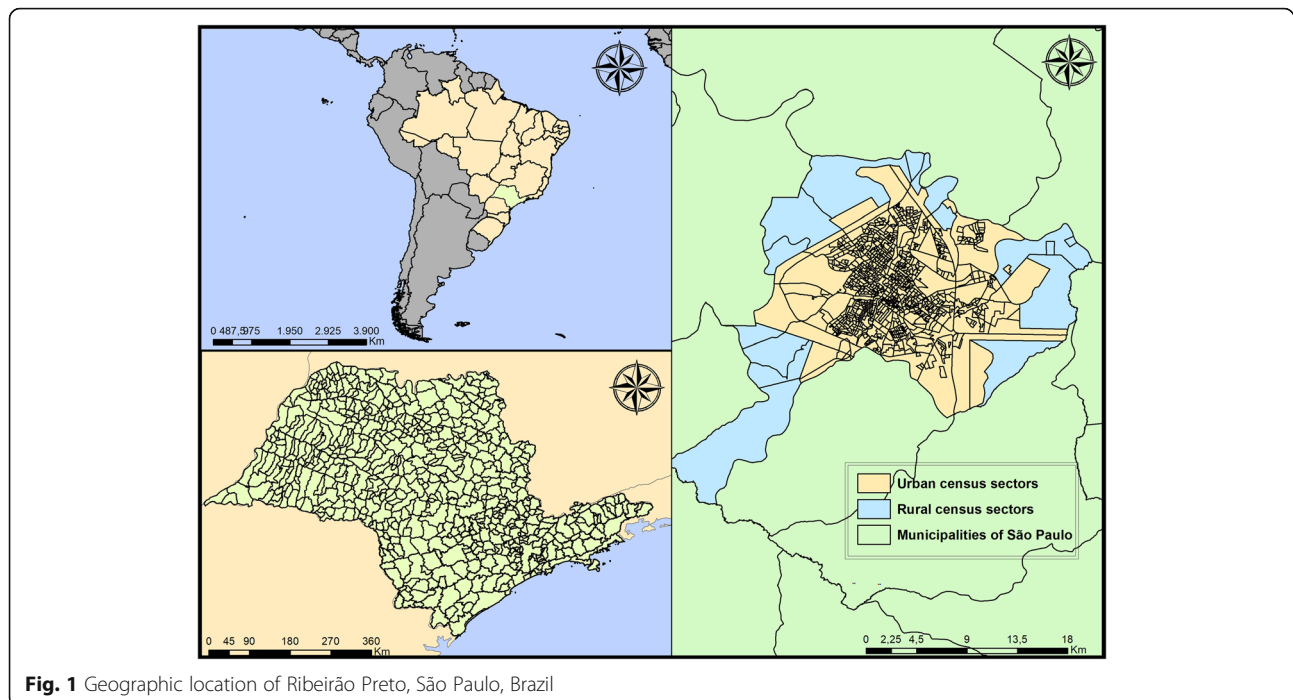 0 487,5975 1.950 2.925 3.900
Km
0 45 90 180 270 360
Km
Urban census sectors
Rural census sectors
Municipalities of São Paulo
0 2,25 4,5 9 13,5 18
Km
Fig. 1 Geographic location of Ribeirão Preto, São Paulo, Brazil